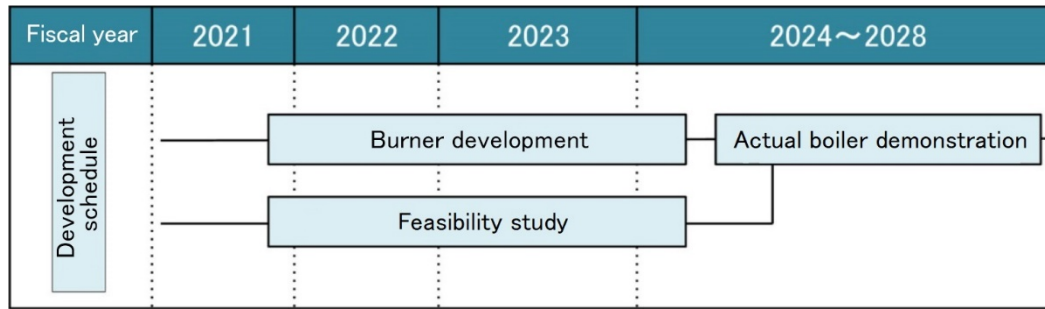 Fiscal year 2021 2022 2023 2024～2028
Development
schedule
Burner development
Actual boiler demonstration
Feasibility study